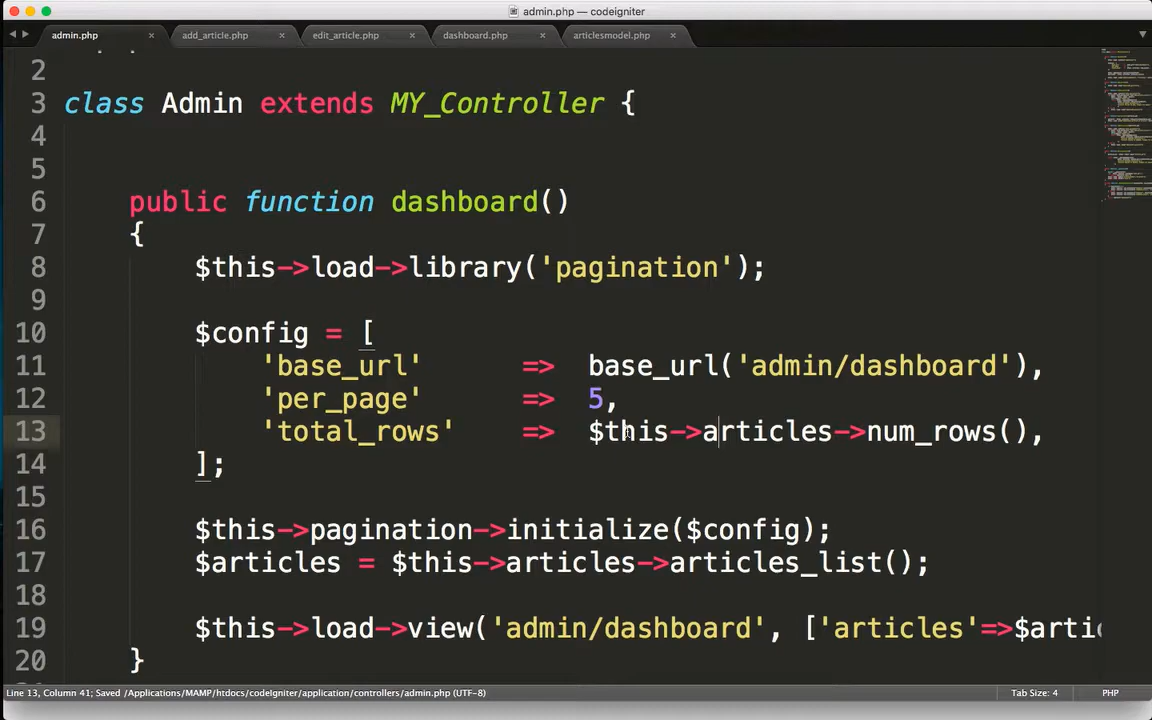 admin.php — codeigniter
admin.php × add_article.php × edit_article.php × dashboard.php × articlesmodel.php ×
2
3 class Admin extends MY_Controller {
4
5
6 public function dashboard()
7 {
8 $this->load->library('pagination');
9
10 $config = [
11 'base_url' => base_url('admin/dashboard'),
12 'per_page' => 5,
13 'total_rows' => $this->articles->num_rows(),
14 ];
15
16 $this->pagination->initialize($config);
17 $articles = $this->articles->articles_list();
18
19 $this->load->view('admin/dashboard', ['articles'=>$artic
20 }
Line 13, Column 41; Saved /Applications/MAMP/htdocs/codeIgniter/application/controllers/admin.php (UTF-8) Tab Size: 4 PHP